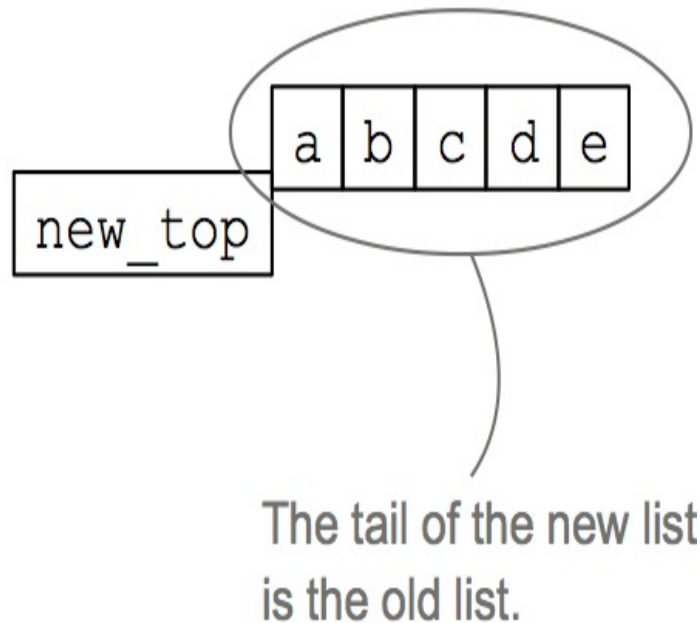 a b c d e
new_top
The tail of the new list
is the old list.